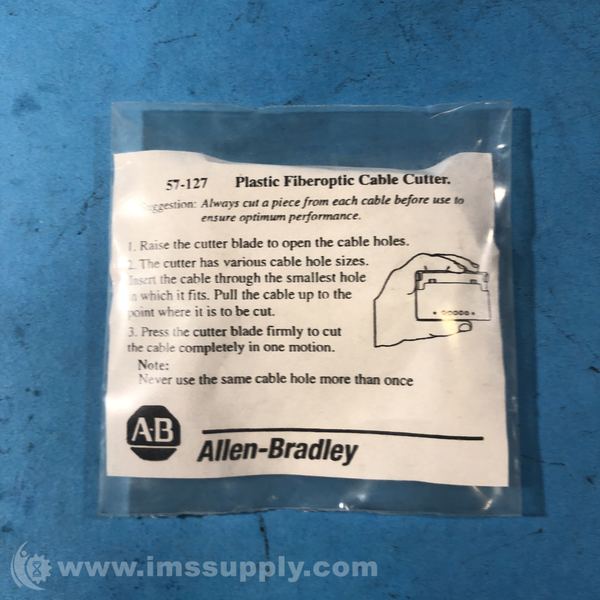 57-127 Plastic Fiberoptic Cable Cutter.
Suggestion: Always cut a piece from each cable before use to
ensure optimum performance.
1. Raise the cutter blade to open the cable holes.
2. The cutter has various cable hole sizes.
Insert the cable through the smallest hole
in which it fits. Pull the cable up to the
point where it is to be cut.
3. Press the cutter blade firmly to cut
the cable completely in one motion.
Note:
Never use the same cable hole more than once
A-B
Allen-Bradley
www.imssupply.com